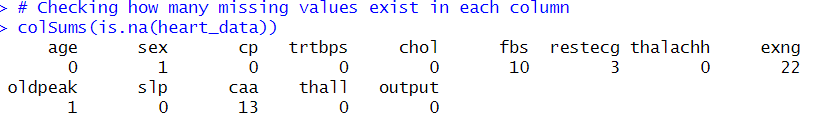 > # Checking how many missing values exist in each column
> colSums(is.na(heart_data))
age sex cp trtbps chol fbs restecg thalachh exng
0 1 0 0 0 10 3 0 22
oldpeak slp caa thall output
1 0 13 0 0